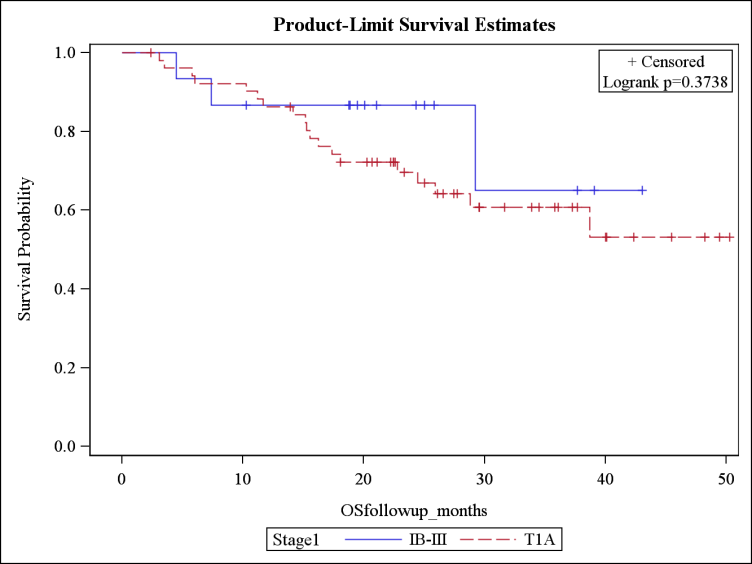 Product-Limit Survival Estimates
+ Censored
Logrank p=0.3738
1.0
0.8
0.6
0.4
0.2
0.0
Survival Probability
0 10 20 30 40 50
OSfollowup_months
Stage1 IB-III T1A